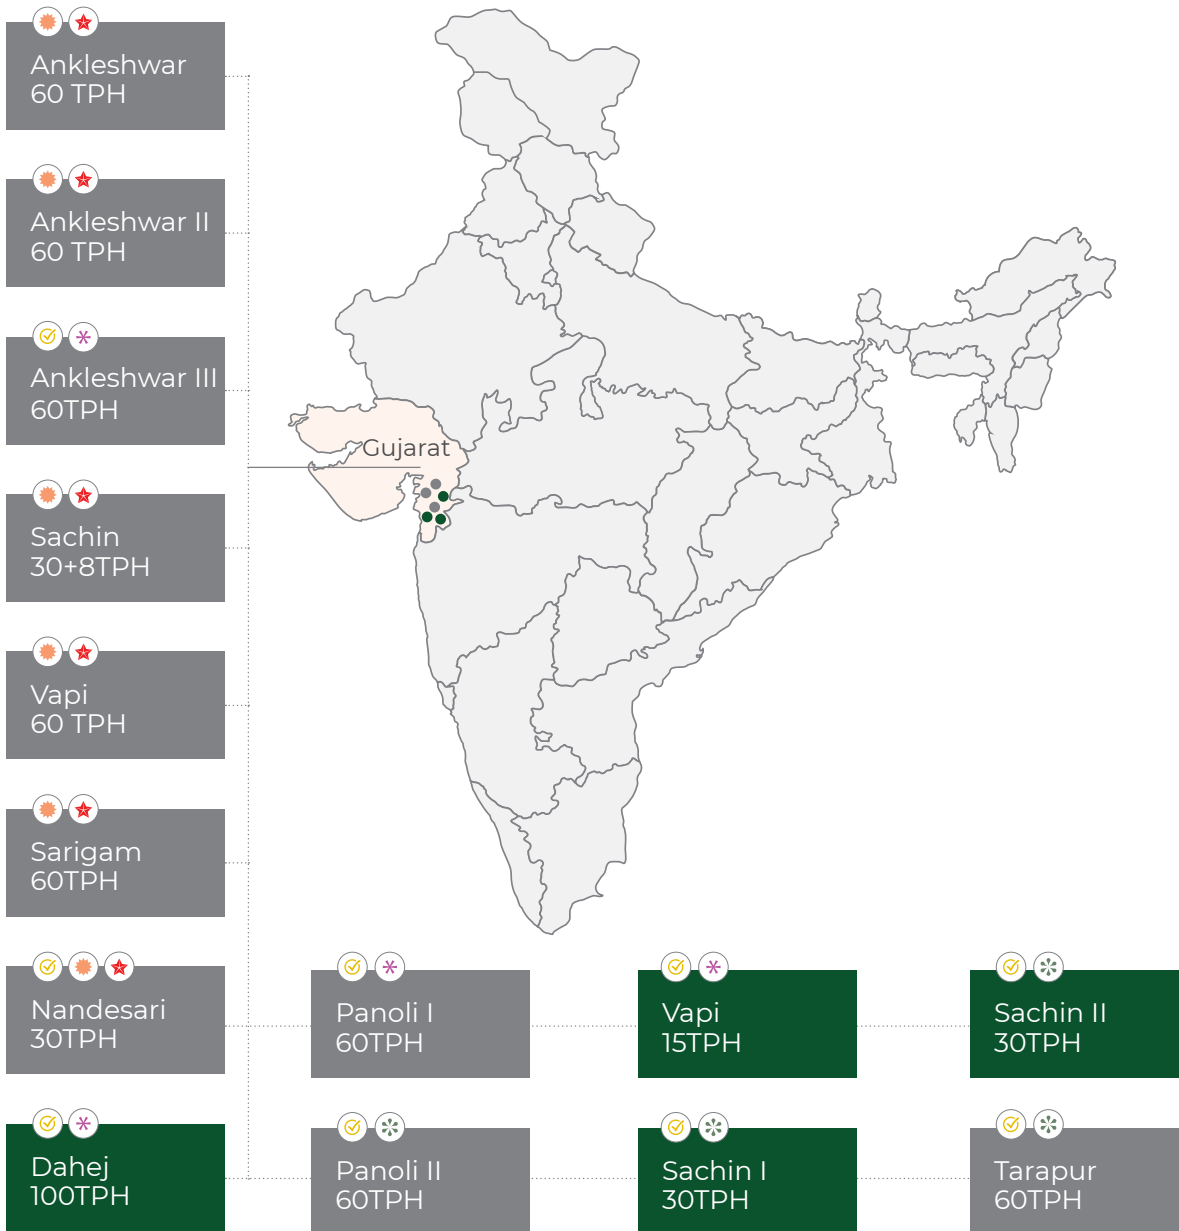 Ankleshwar
60 TPH
Ankleshwar II
60 TPH
Ankleshwar III
60TPH
Gujarat
Sachin
30+8TPH
Vapi
60 TPH
Sarigam
60TPH
Nandesari
30TPH
Panoli I
60TPH
Vapi
15TPH
Sachin II
30TPH
Dahej
100TPH
Panoli II
60TPH
Sachin I
30TPH
Tarapur
60TPH